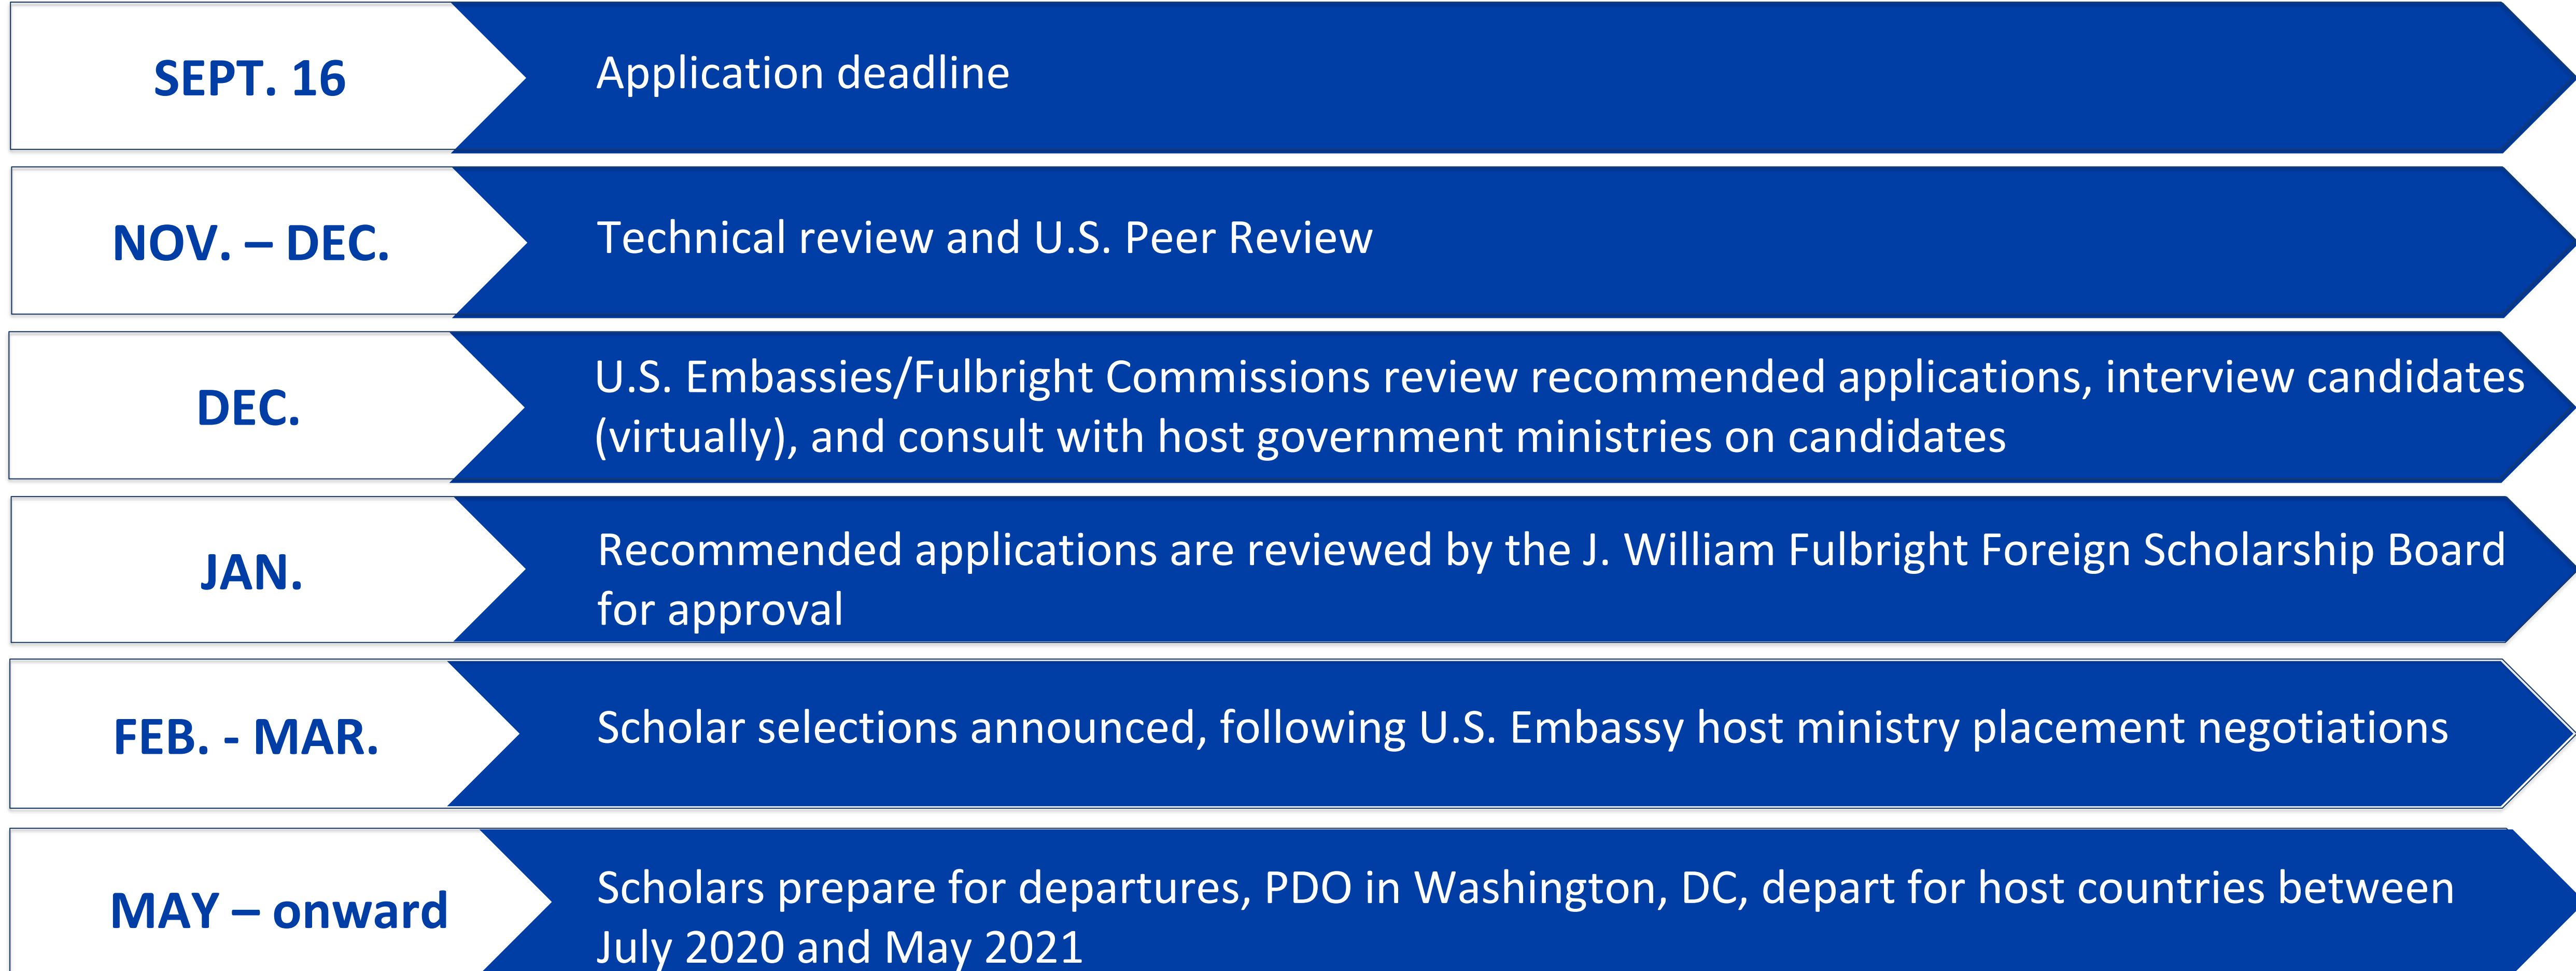 SEPT. 16
Application deadline
NOV. – DEC.
Technical review and U.S. Peer Review
DEC.
U.S. Embassies/Fulbright Commissions review recommended applications, interview candidates
(virtually), and consult with host government ministries on candidates
JAN.
Recommended applications are reviewed by the J. William Fulbright Foreign Scholarship Board
for approval
FEB. - MAR.
Scholar selections announced, following U.S. Embassy host ministry placement negotiations
MAY – onward
Scholars prepare for departures, PDO in Washington, DC, depart for host countries between
July 2020 and May 2021